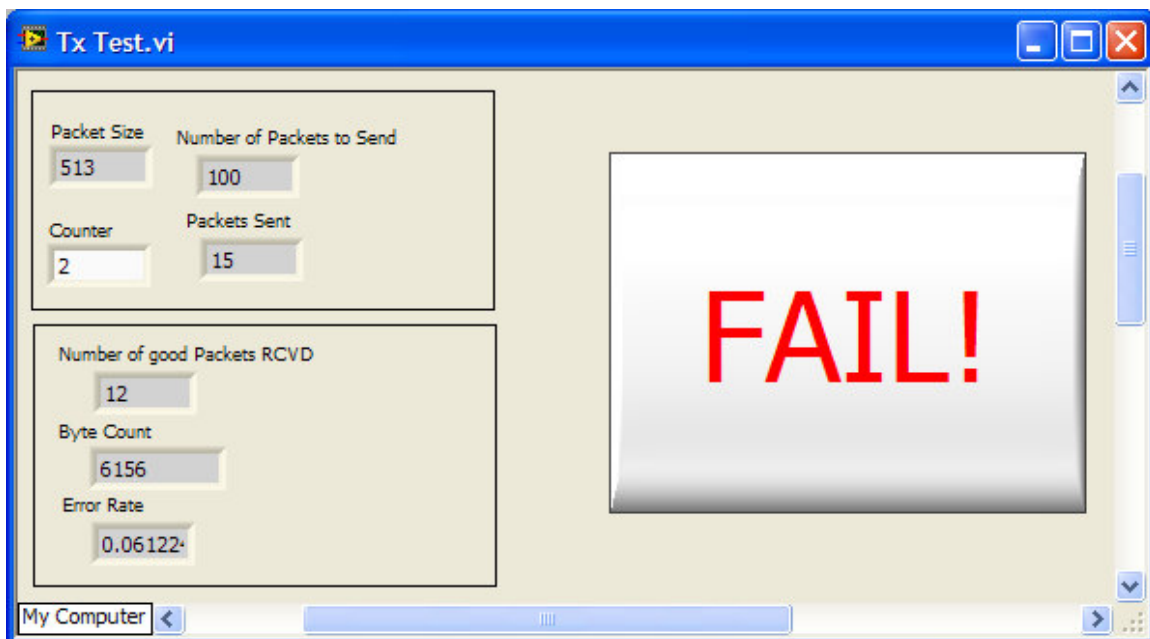 Tx Test.vi
Packet Size
Number of Packets to Send
513
100
Counter
Packets Sent
2
15
Number of good Packets RCVD
12
Byte Count
6156
Error Rate
0.06122
FAIL!
My Computer